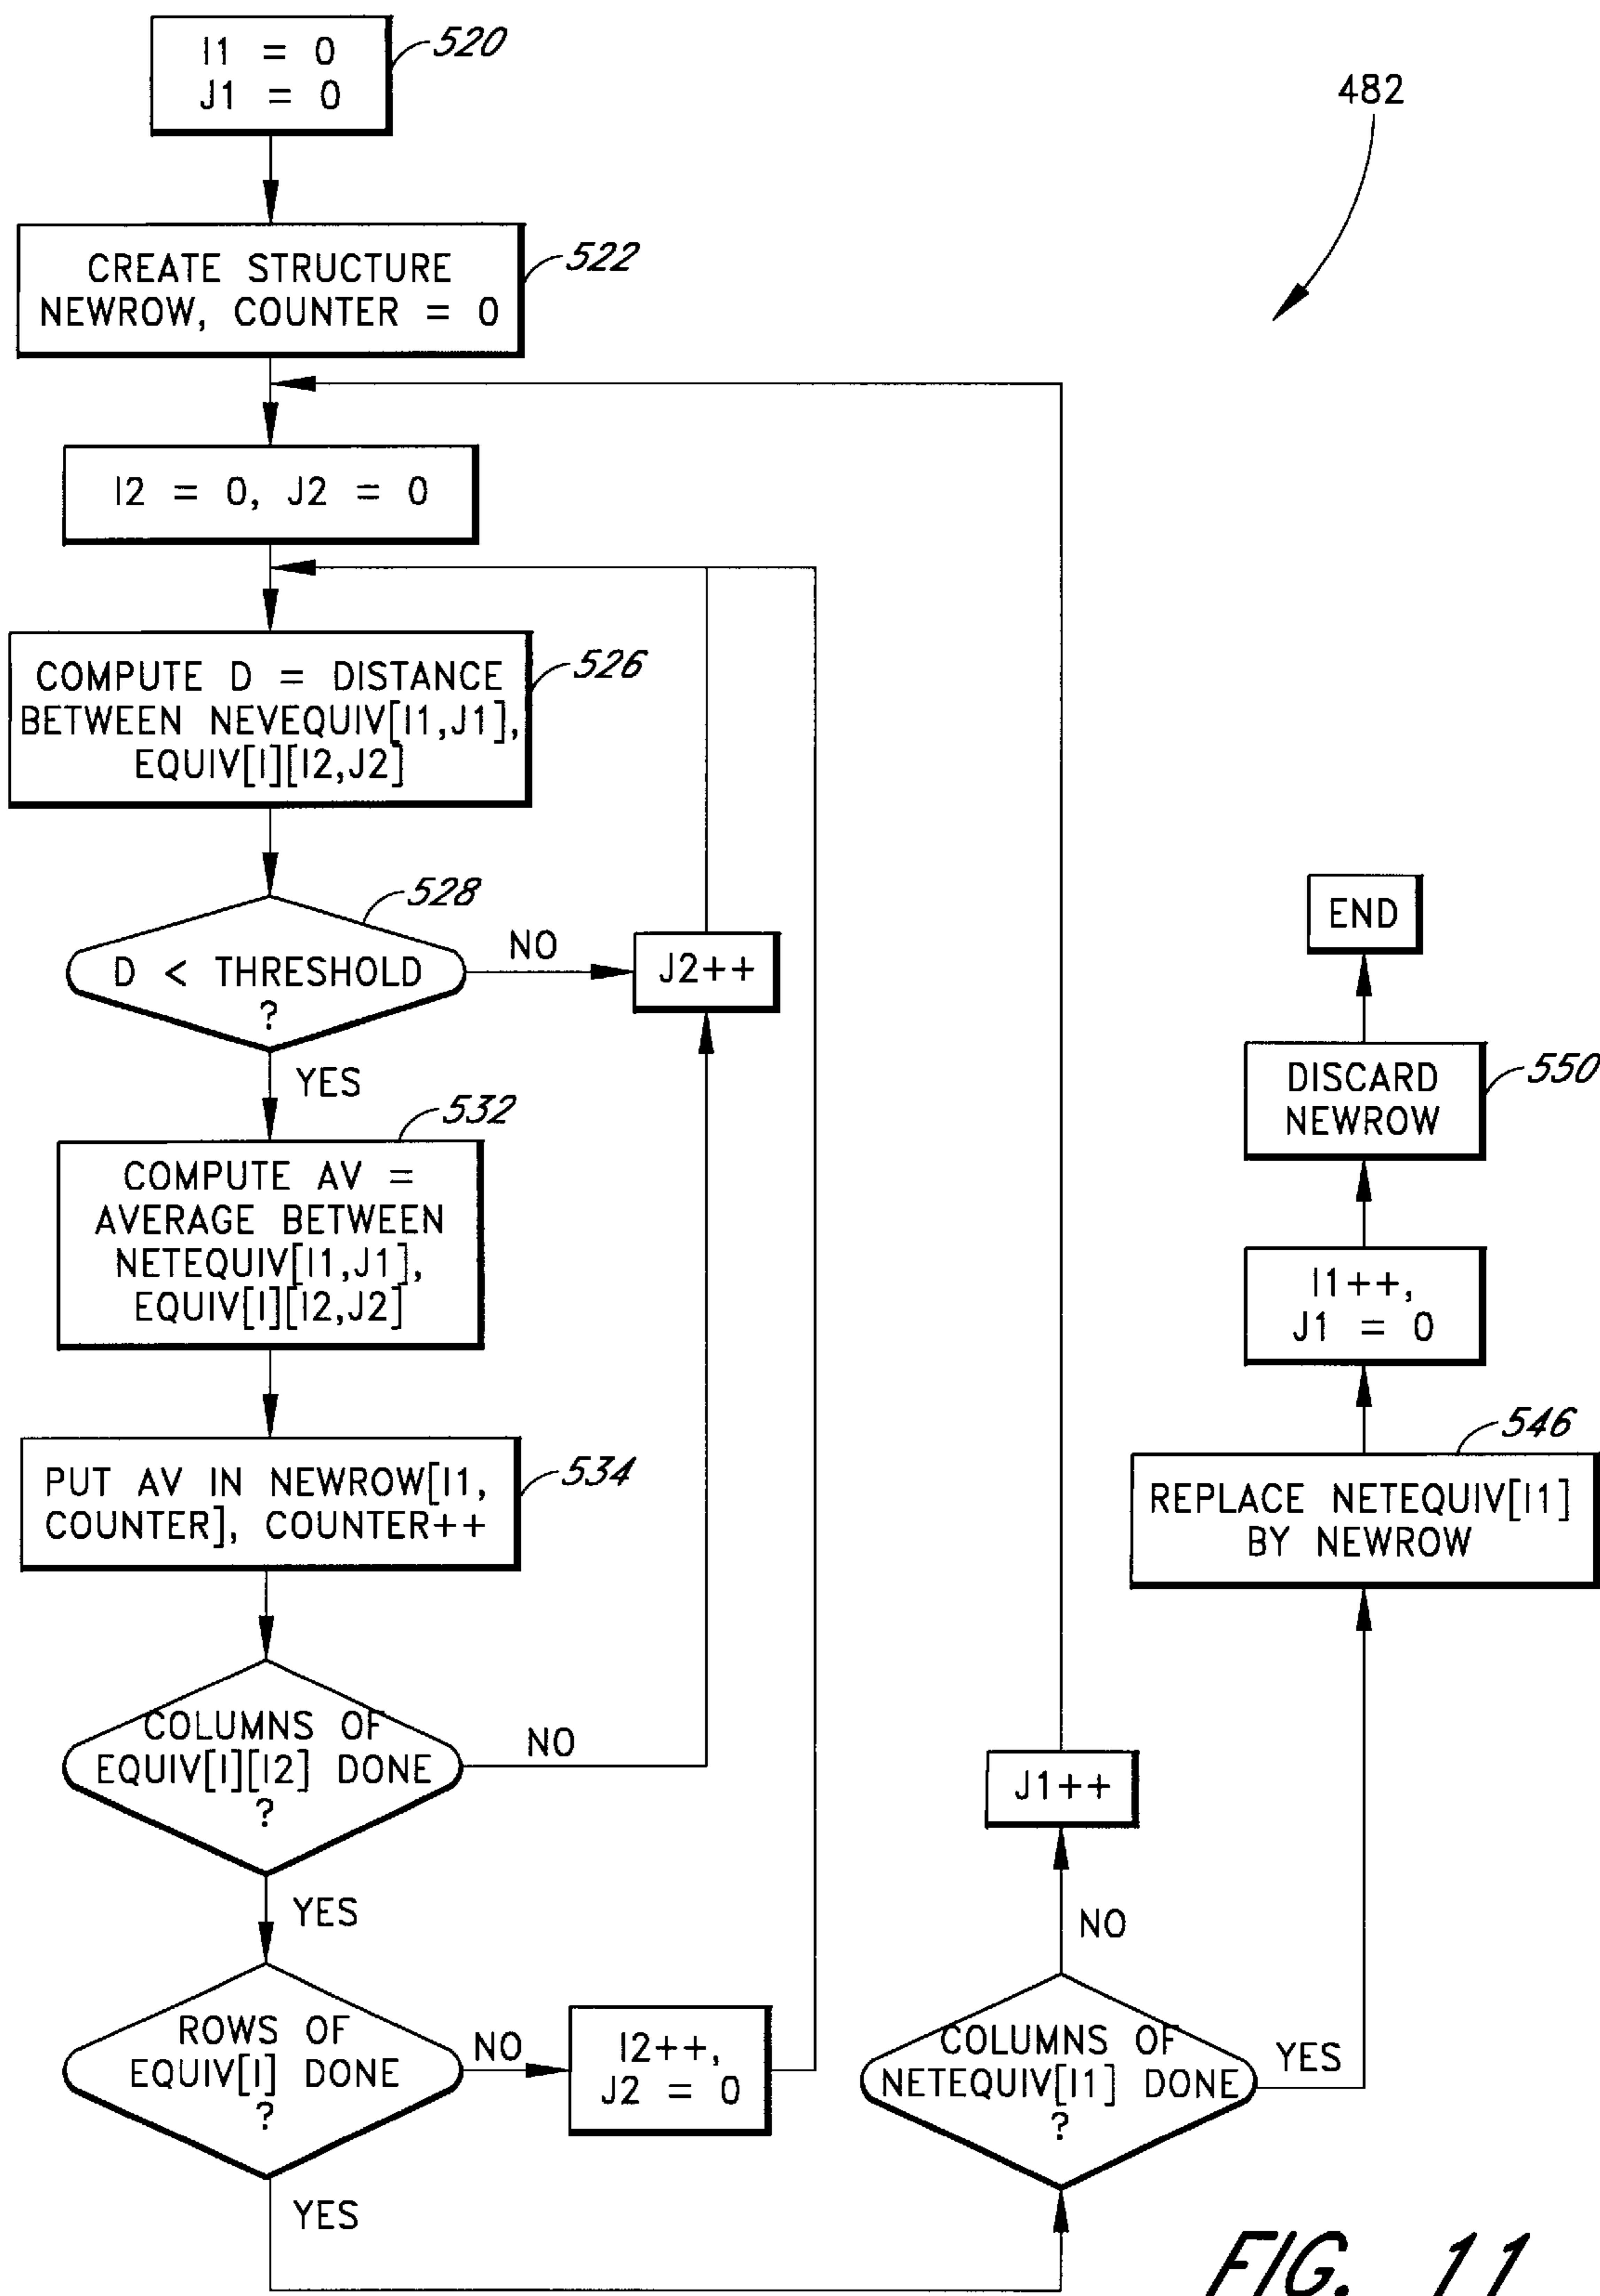 I1 = 0
J1 = 0
520
482
CREATE STRUCTURE
NEWROW, COUNTER = 0
522
I2 = 0, J2 = 0
COMPUTE D = DISTANCE
BETWEEN NEVEQUIV[I1,J1],
EQUIV[I][I2,J2]
526
D < THRESHOLD
?
528
NO
J2++
YES
COMPUTE AV =
AVERAGE BETWEEN
NETEQUIV[I1,J1],
EQUIV[I][I2,J2]
532
PUT AV IN NEWROW[I1,
COUNTER], COUNTER++
534
COLUMNS OF
EQUIV[I][I2] DONE
?
NO
YES
ROWS OF
EQUIV[I] DONE
?
NO
I2++,
J2 = 0
YES
COLUMNS OF
NETEQUIV[I1] DONE
?
NO
J1++
YES
REPLACE NETEQUIV[I1]
BY NEWROW
546
I1++,
J1 = 0
DISCARD
NEWROW
550
END
FIG. 11